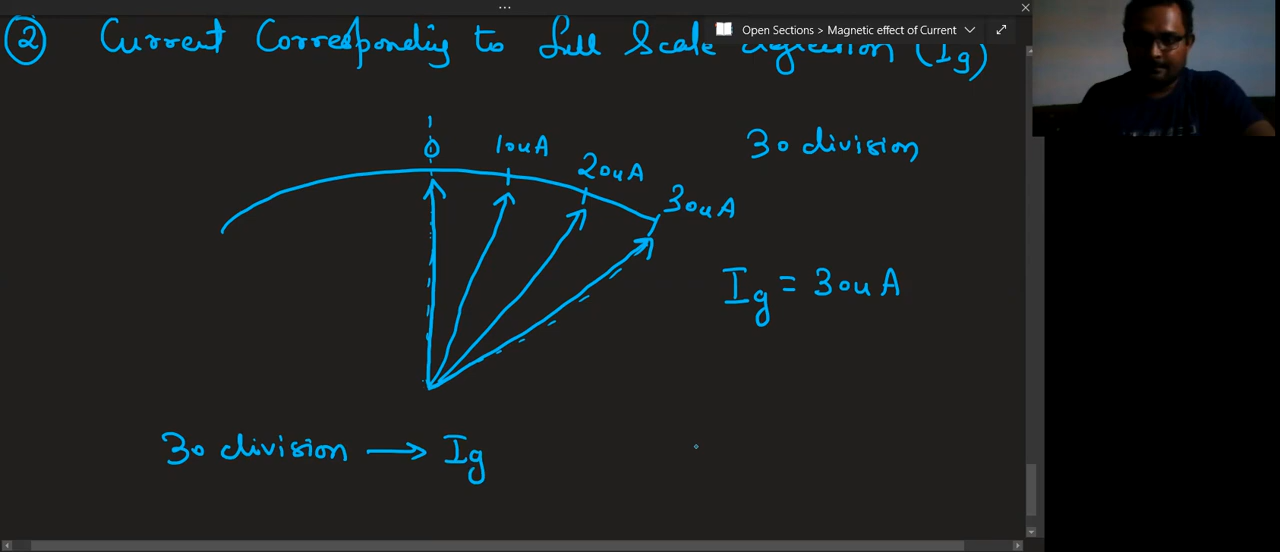 ② Current Corresponding to full Scale deflection (Ig)
Open Sections > Magnetic effect of Current
0
10uA
20uA
30uA
30 division
Ig = 30uA
30 division → Ig